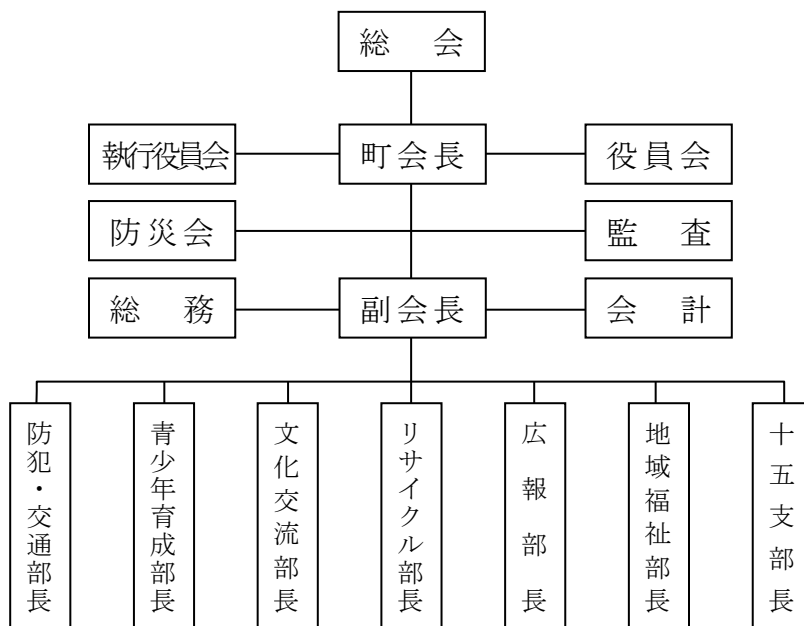 総会
執行役員会
町会長
役員会
防災会
監査
総務
副会長
会計
防犯・交通部長
青少年育成部長
文化交流部長
リサイクル部長
広報部長
地域福祉部長
十五支部長